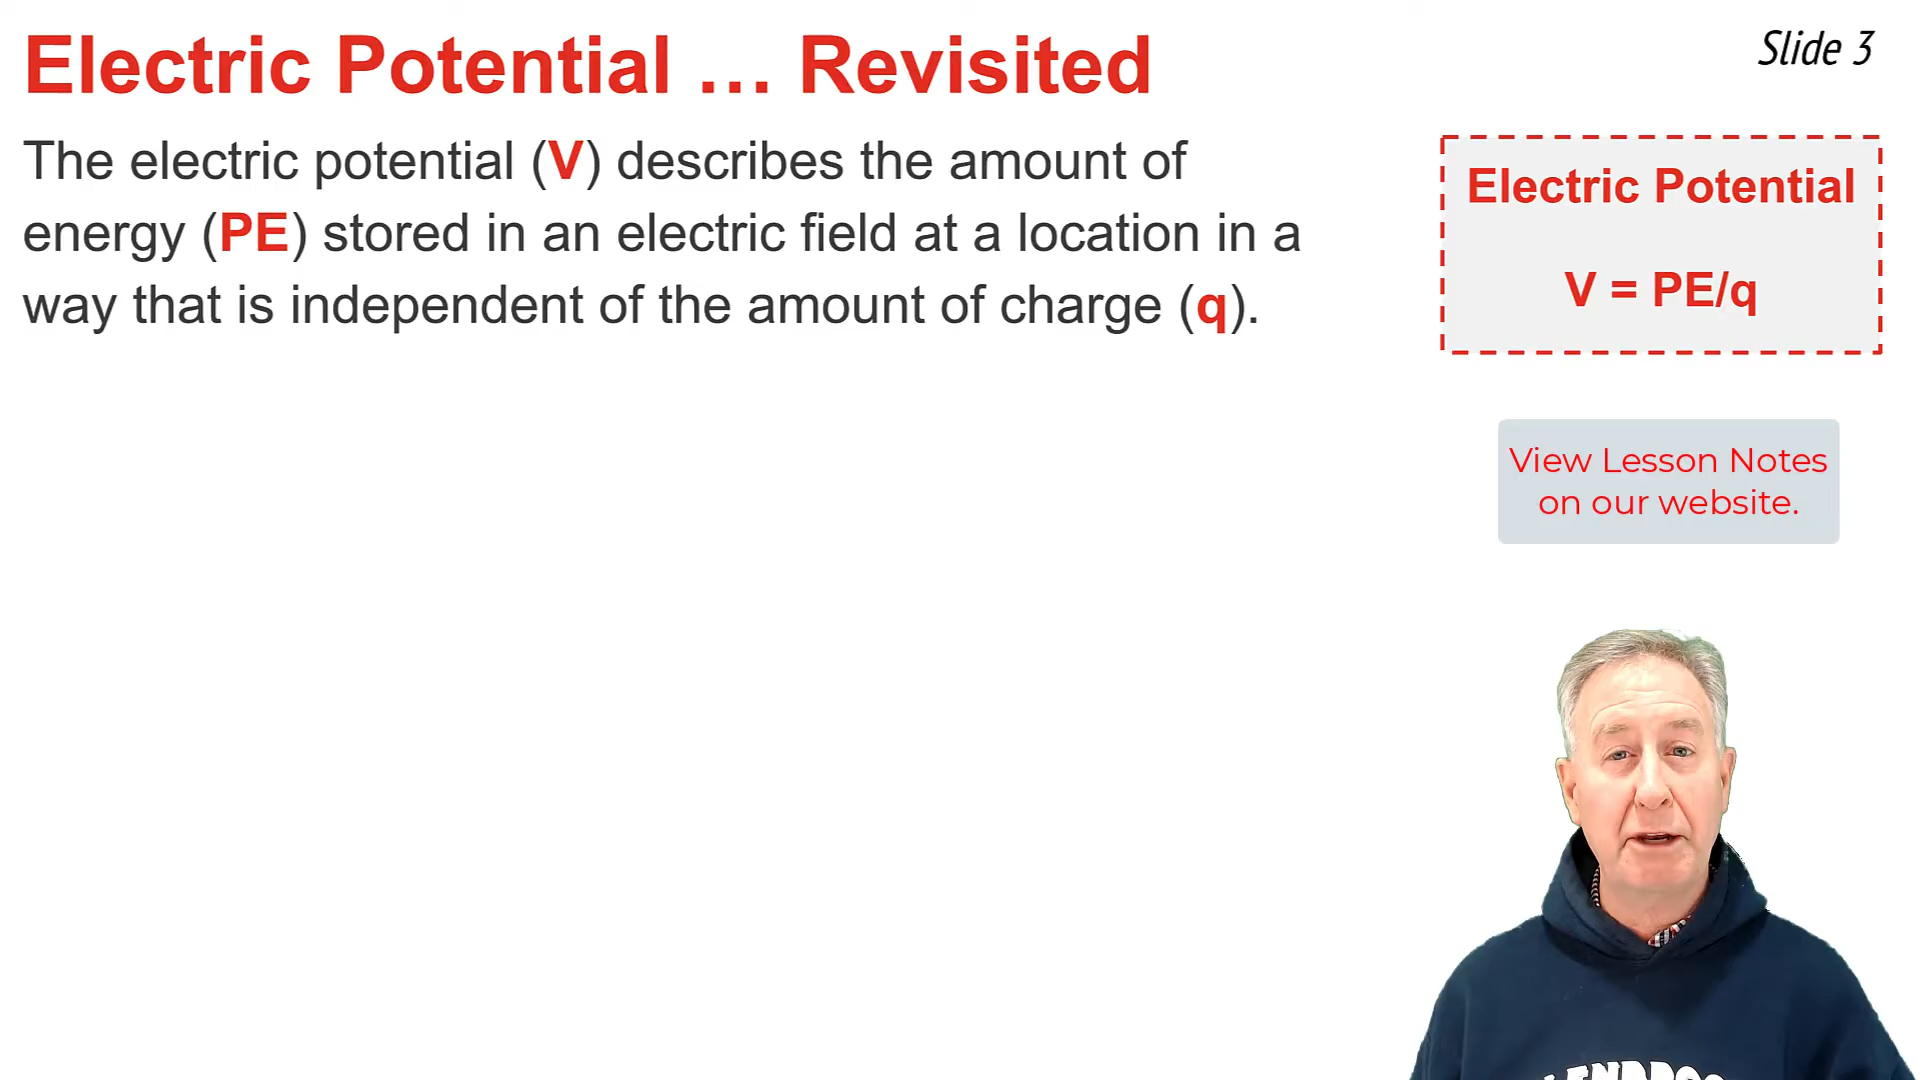 Electric Potential … Revisited
Slide 3
The electric potential (V) describes the amount of
energy (PE) stored in an electric field at a location in a
way that is independent of the amount of charge (q).
Electric Potential
V = PE/q
View Lesson Notes
on our website.